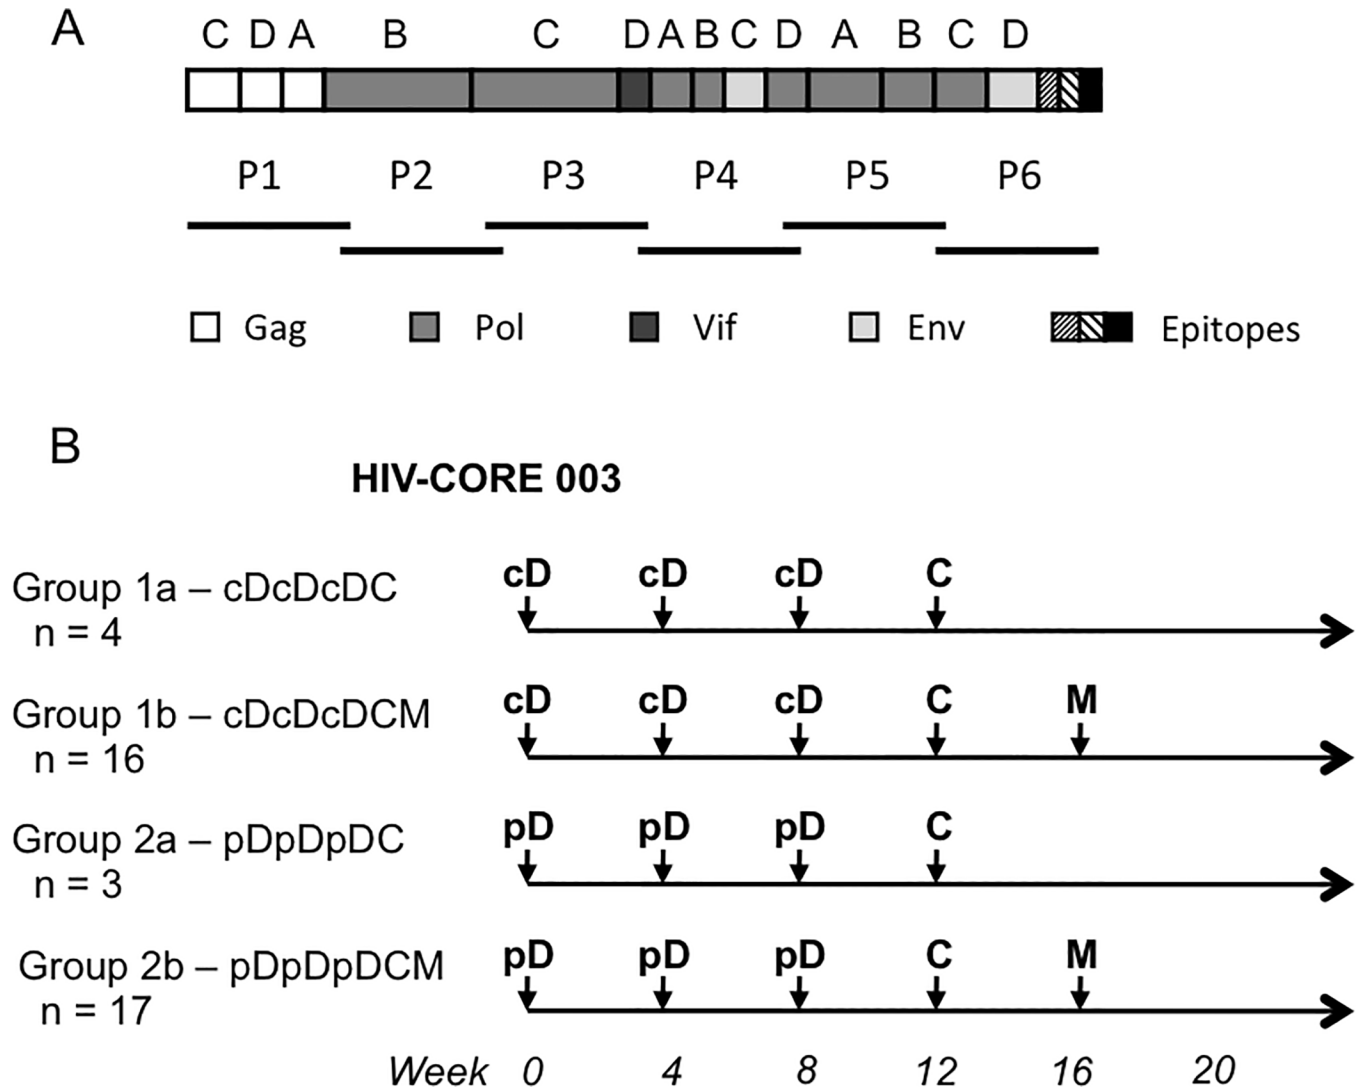 A
C D A B C D A B C D A B C D
P1 P2 P3 P4 P5 P6
Gag Pol Vif Env Epitopes
B
HIV-CORE 003
Group 1a – cDcDcDC cD cD cD C
n = 4
Group 1b – cDcDcDCM cD cD cD C M
n = 16
Group 2a – pDpDpDC pD pD pD C
n = 3
Group 2b – pDpDpDCM pD pD pD C M
n = 17
Week 0 4 8 12 16 20